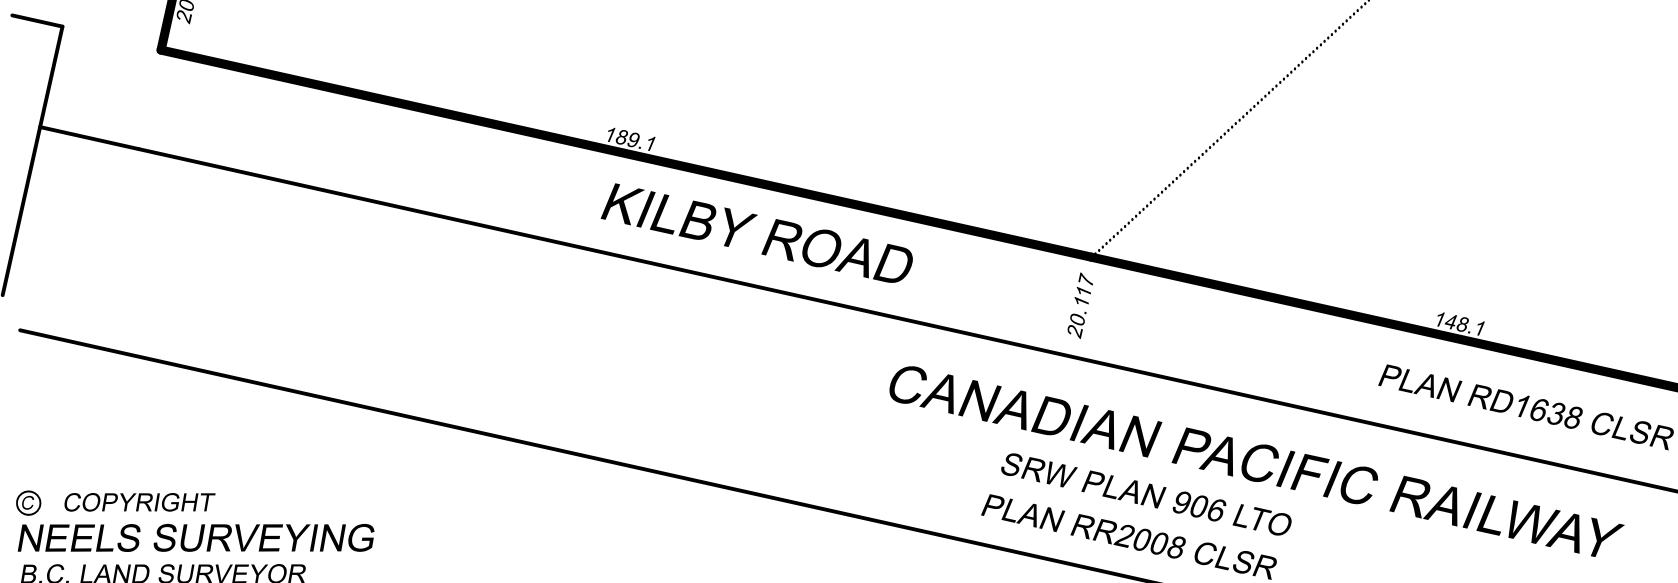 20
189.1
KILBY ROAD
20.117
148.1
PLAN RD1638 CLSR
CANADIAN PACIFIC RAILWAY
SRW PLAN 906 LTO
PLAN RR2008 CLSR
© COPYRIGHT
NEELS SURVEYING
B.C. LAND SURVEYOR